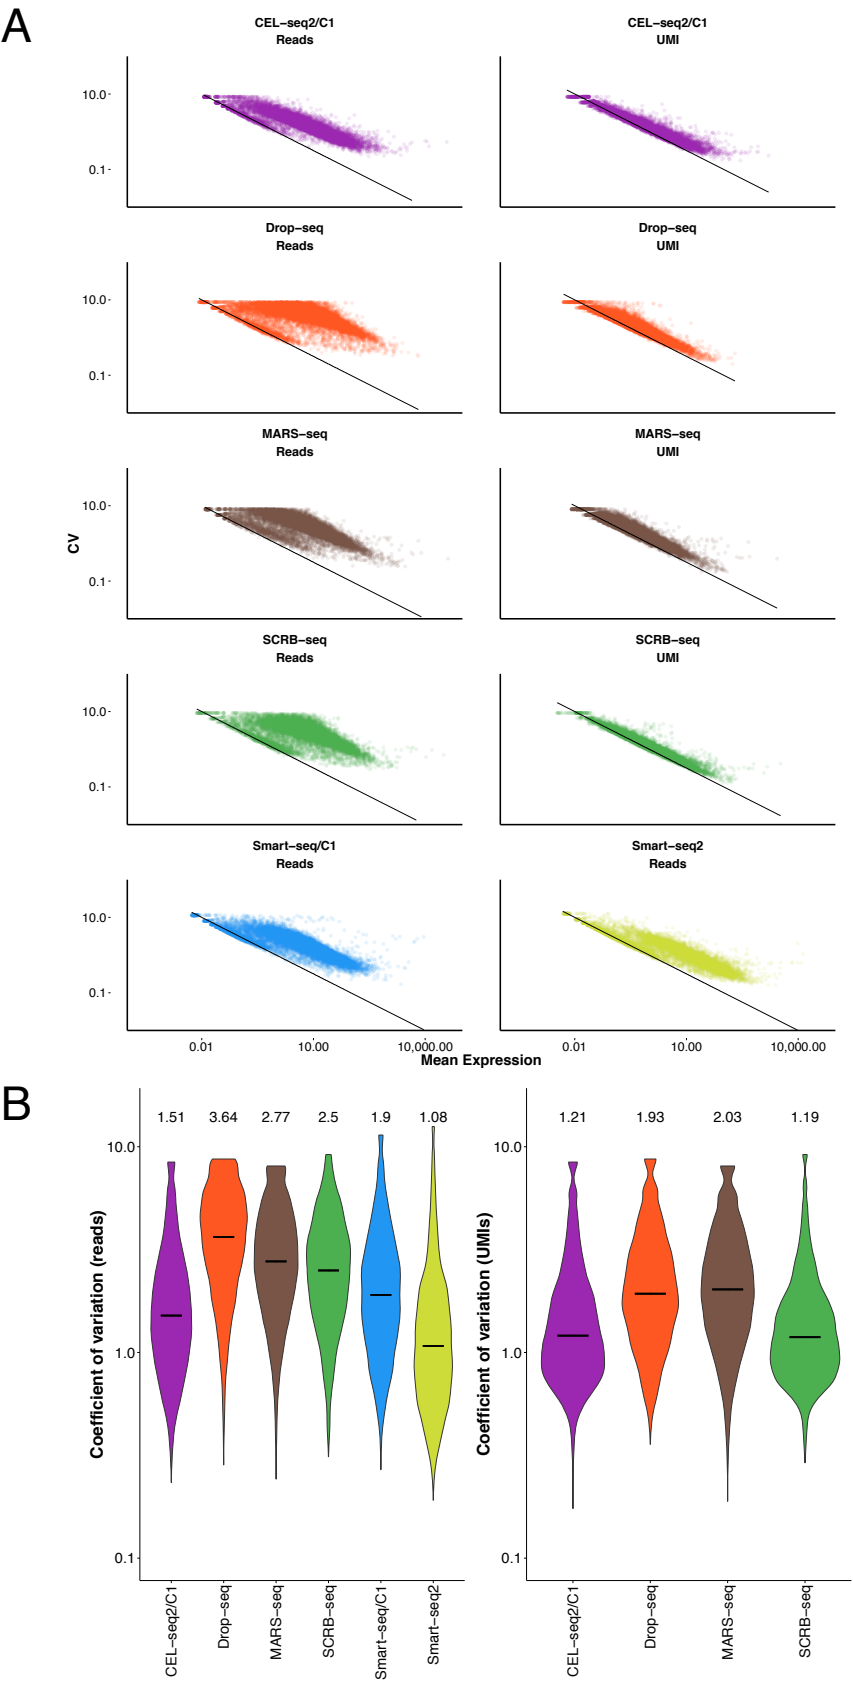 A
CEL−seq2/C1
Reads
CEL−seq2/C1
UMI
10.0
0.1
Drop−seq
Reads
Drop−seq
UMI
10.0
0.1
MARS−seq
Reads
MARS−seq
UMI
10.0
0.1
CV
SCRB−seq
Reads
SCRB−seq
UMI
10.0
0.1
Smart−seq/C1
Reads
Smart−seq2
Reads
10.0
0.1
0.01 10.00 10,000.00
0.01 10.00 10,000.00
Mean Expression
B
1.51 3.64 2.77 2.5 1.9 1.08
10.0
1.0
0.1
Coefficient of variation (reads)
CEL−seq2/C1
Drop−seq
MARS−seq
SCRB−seq
Smart−seq/C1
Smart−seq2
1.21 1.93 2.03 1.19
10.0
1.0
0.1
Coefficient of variation (UMIs)
CEL−seq2/C1
Drop−seq
MARS−seq
SCRB−seq